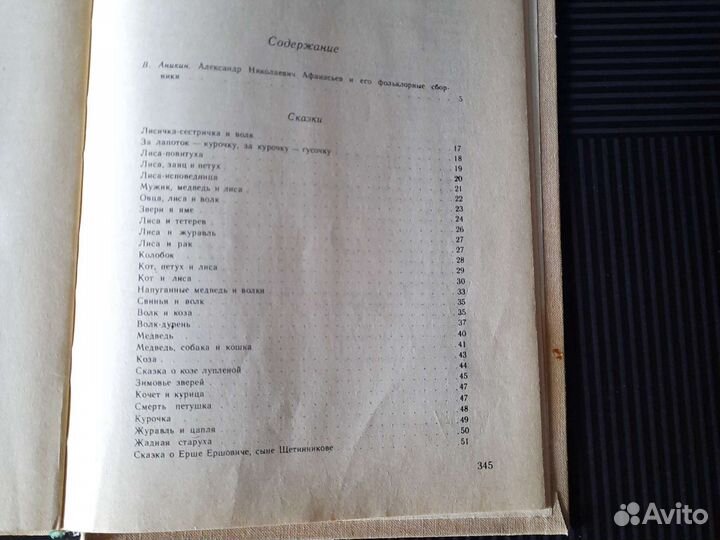 Содержание
В. Аникин. Александр Николаевич Афанасьев и его фольклорные сбор-
ники . . . . . . . . . . . . . . . . . . . . 5
Сказки
Лисичка-сестричка и волк . . . . . . . . . . 17
За лапоток — курочку, за курочку — гусочку . . . . . . . . . . 18
Лиса-повитуха . . . . . . . . . . 19
Лиса, заяц и петух . . . . . . . . . . 20
Лиса-исповедница . . . . . . . . . . 21
Мужик, медведь и лиса . . . . . . . . . . 22
Овца, лиса и волк . . . . . . . . . . 23
Звери в яме . . . . . . . . . . 24
Лиса и тетерев . . . . . . . . . . 26
Лиса и журавль . . . . . . . . . . 27
Лиса и рак . . . . . . . . . . 27
Колобок . . . . . . . . . . 28
Кот, петух и лиса . . . . . . . . . . 29
Кот и лиса . . . . . . . . . . 30
Напуганные медведь и волки . . . . . . . . . . 33
Свинья и волк . . . . . . . . . . 35
Волк и коза . . . . . . . . . . 35
Волк-дурень . . . . . . . . . . 37
Медведь . . . . . . . . . . 40
Медведь, собака и кошка . . . . . . . . . . 41
Коза . . . . . . . . . . 43
Сказка о козе лупленой . . . . . . . . . . 44
Зимовье зверей . . . . . . . . . . 45
Кочет и курица . . . . . . . . . . 47
Смерть петушка . . . . . . . . . . 47
Курочка . . . . . . . . . . 48
Журавль и цапля . . . . . . . . . . 49
Жадная старуха . . . . . . . . . . 50
Сказка о Ерше Ершовиче, сыне Щетинникове . . . . . . . . . . 51
345
Avito